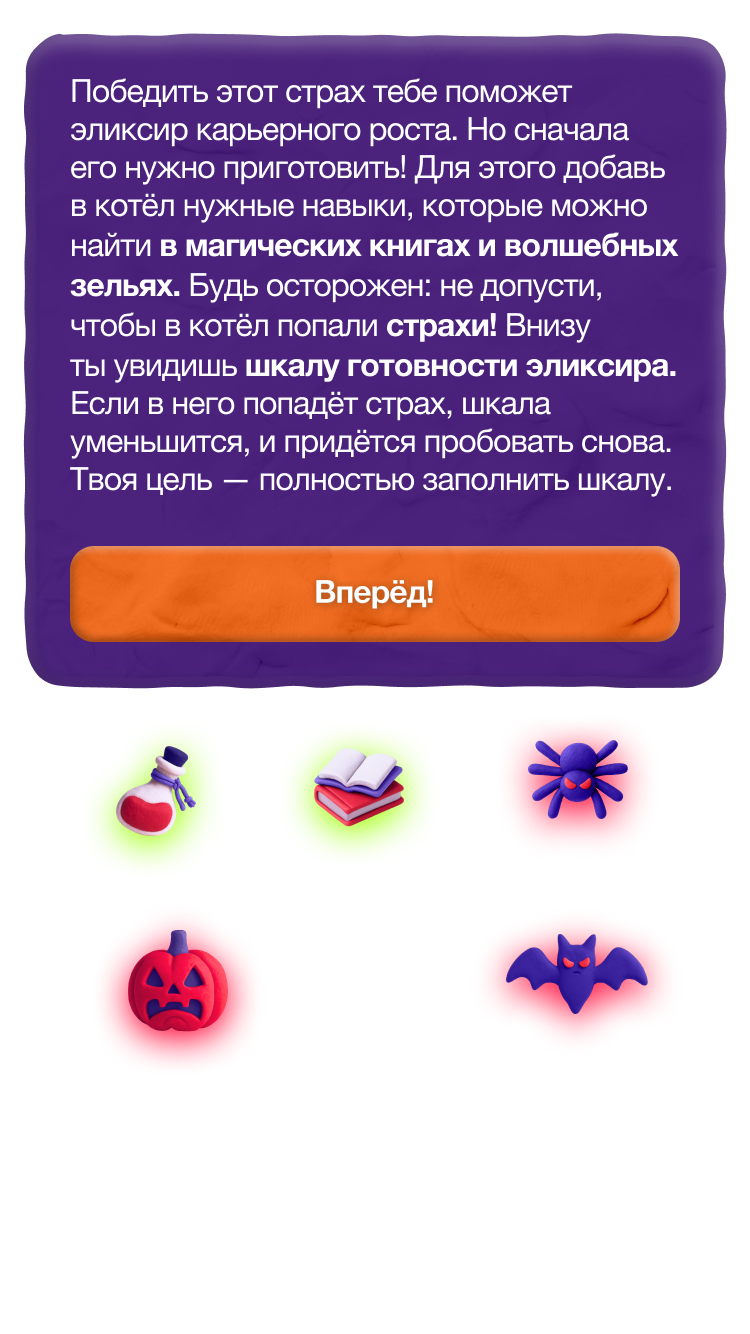 Победить этот страх тебе поможет
эликсир карьерного роста. Но сначала
его нужно приготовить! Для этого добавь
в котёл нужные навыки, которые можно
найти в магических книгах и волшебных
зельях. Будь осторожен: не допусти,
чтобы в котёл попали страхи! Внизу
ты увидишь шкалу готовности эликсира.
Если в него попадёт страх, шкала
уменьшится, и придётся пробовать снова.
Твоя цель — полностью заполнить шкалу.
Вперёд!